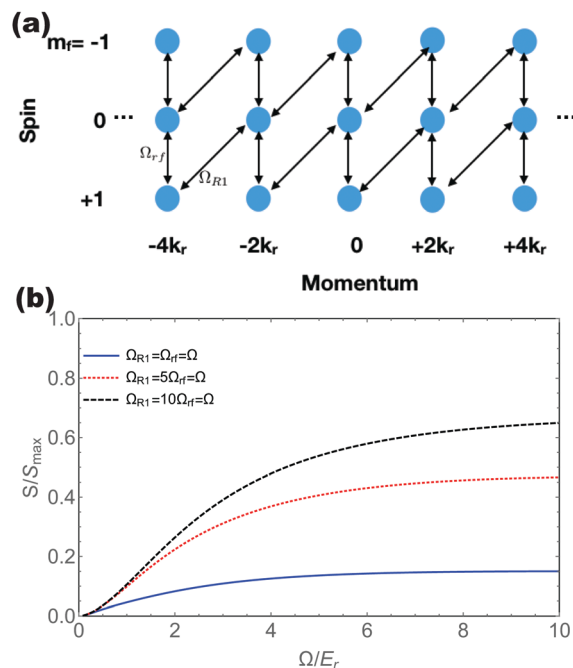 (a)
m_f= -1
Spin
0
...
...
Ω_rf
Ω_R1
+1
-4k_r -2k_r 0 +2k_r +4k_r
Momentum
(b)
1.0
Ω_R1=Ω_rf=Ω
Ω_R1=5Ω_rf=Ω
Ω_R1=10Ω_rf=Ω
0.8
0.6
S/S_max
0.4
0.2
0.0
0 2 4 6 8 10
Ω/E_r